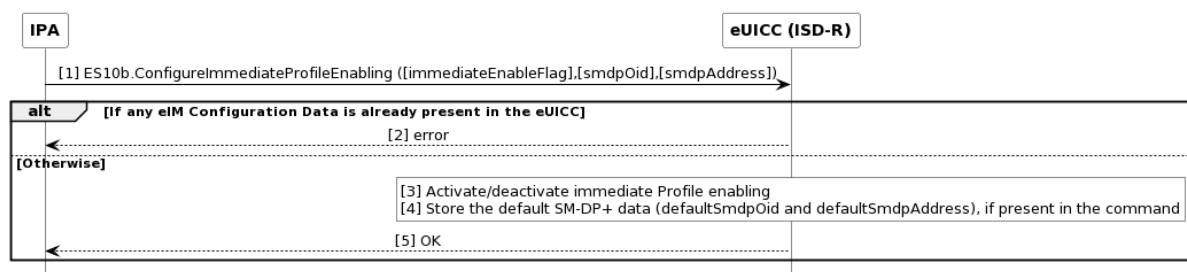 IPA
eUICC (ISD-R)
[1] ES10b.ConfigureImmediateProfileEnabling ([immediateEnableFlag],[smdpOid],[smdpAddress])
alt [If any eIM Configuration Data is already present in the eUICC]
[2] error
[Otherwise]
[3] Activate/deactivate immediate Profile enabling
[4] Store the default SM-DP+ data (defaultSmdpOid and defaultSmdpAddress), if present in the command
[5] OK